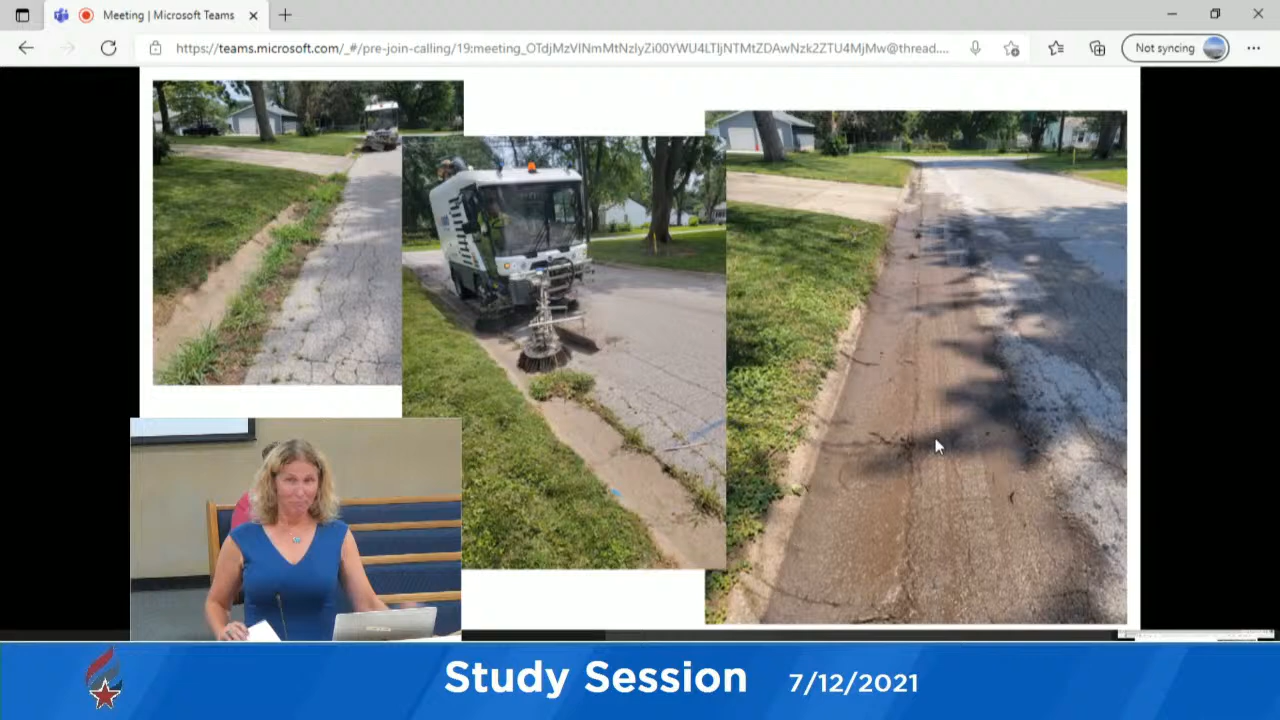 Meeting | Microsoft Teams
https://teams.microsoft.com/_#/pre-join-calling/19:meeting_OTdjMzVlNmMtNzlyZi00YWU4LTljNTMtZDAwNzk2ZTU4MjMw@thread....
Not syncing
Study Session 7/12/2021